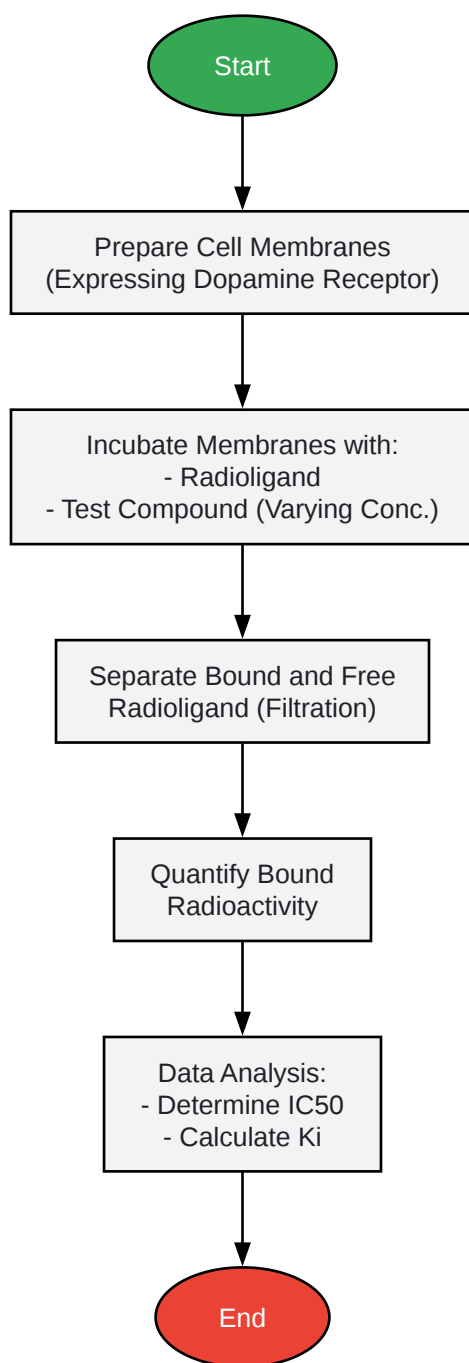 Start
Prepare Cell Membranes
(Expressing Dopamine Receptor)
Incubate Membranes with:
- Radioligand
- Test Compound (Varying Conc.)
Separate Bound and Free
Radioligand (Filtration)
Quantify Bound
Radioactivity
Data Analysis:
- Determine IC50
- Calculate Ki
End